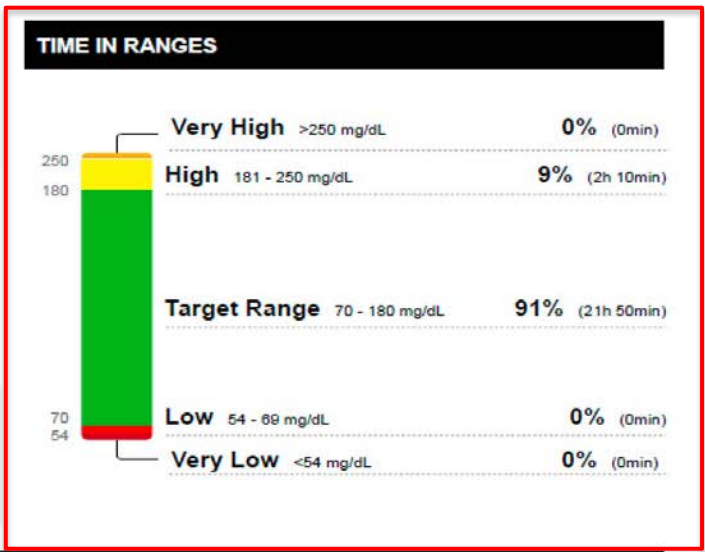 TIME IN RANGES
Very High >250 mg/dL 0% (0min)
250
High 181 - 250 mg/dL 9% (2h 10min)
180
Target Range 70 - 180 mg/dL 91% (21h 50min)
70
Low 54 - 69 mg/dL 0% (0min)
54
Very Low <54 mg/dL 0% (0min)